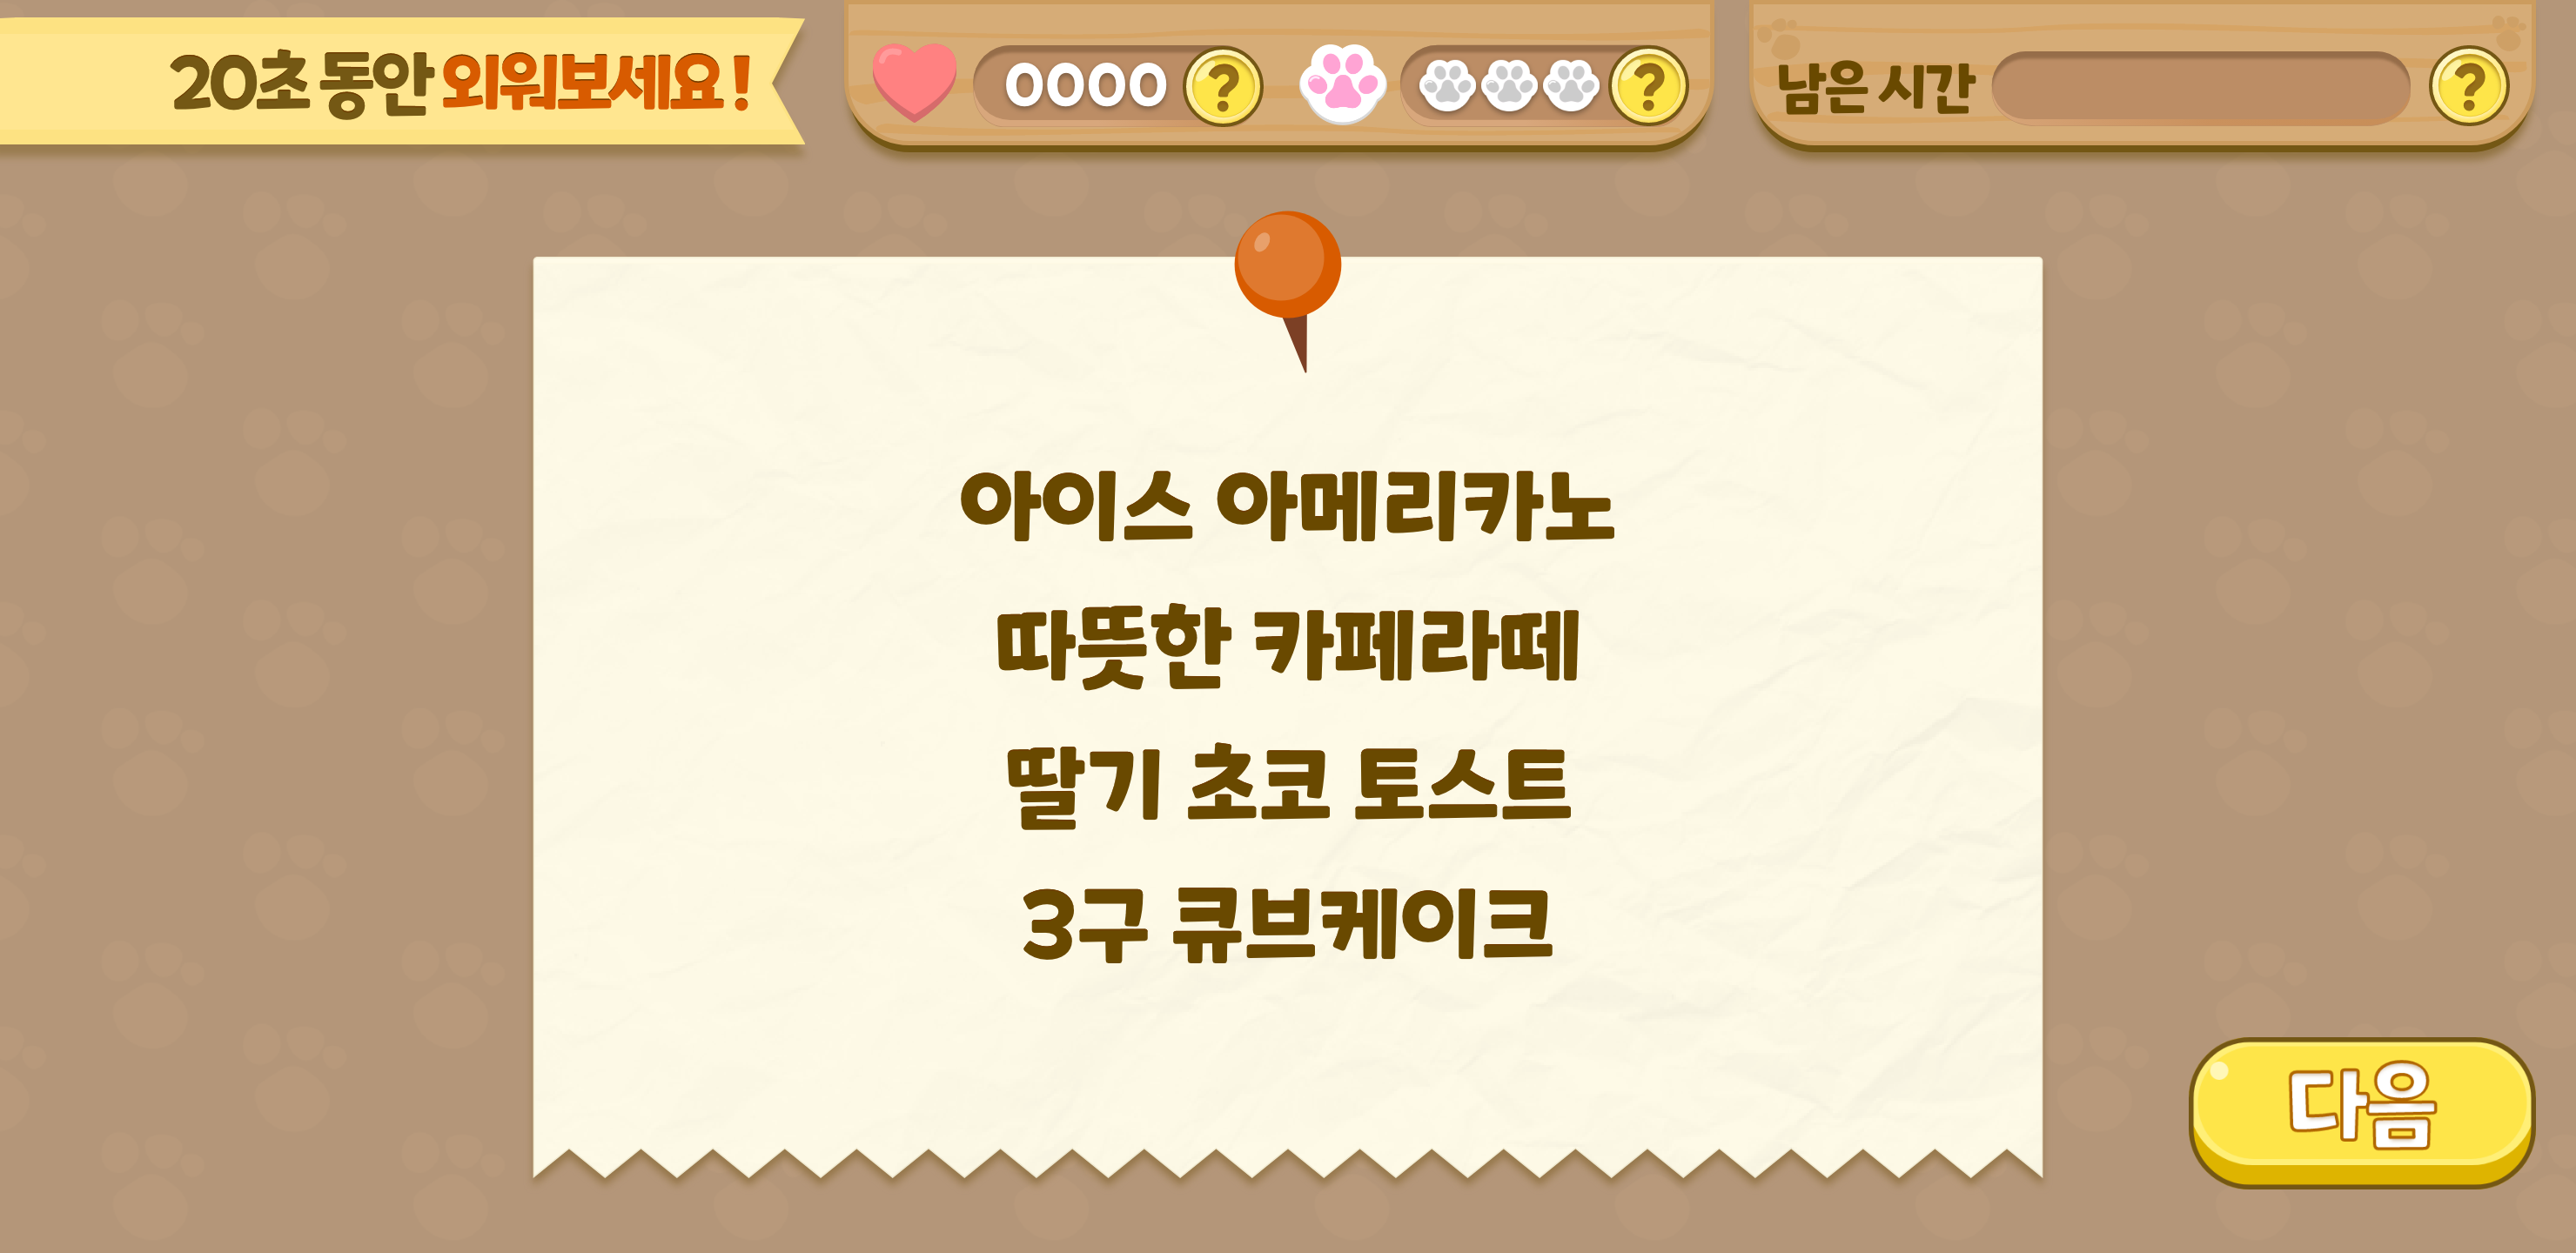 20초 동안 외워보세요!
0000 ? ?
남은 시간 ?
아이스 아메리카노
따뜻한 카페라떼
딸기 초코 토스트
3구 큐브케이크
다음